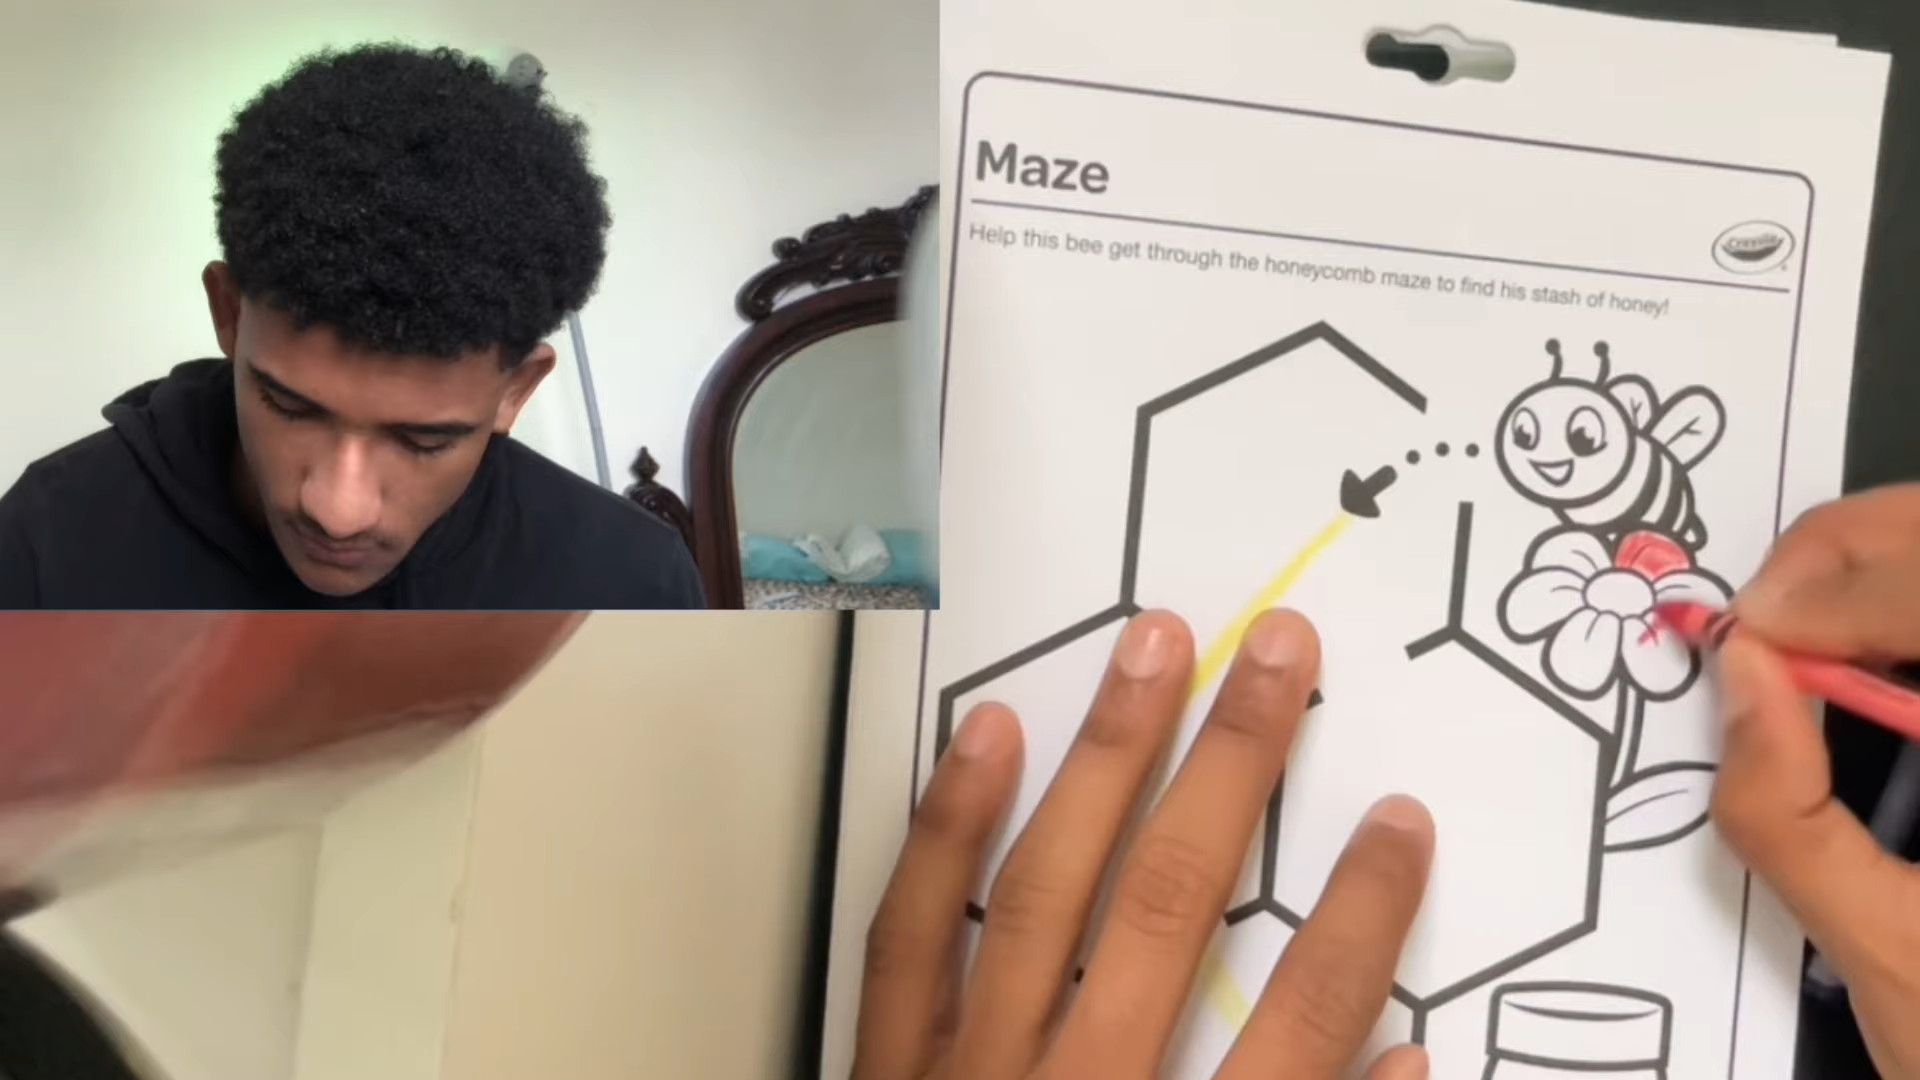 Maze
Help this bee get through the honeycomb maze to find his stash of honey!
Crayola